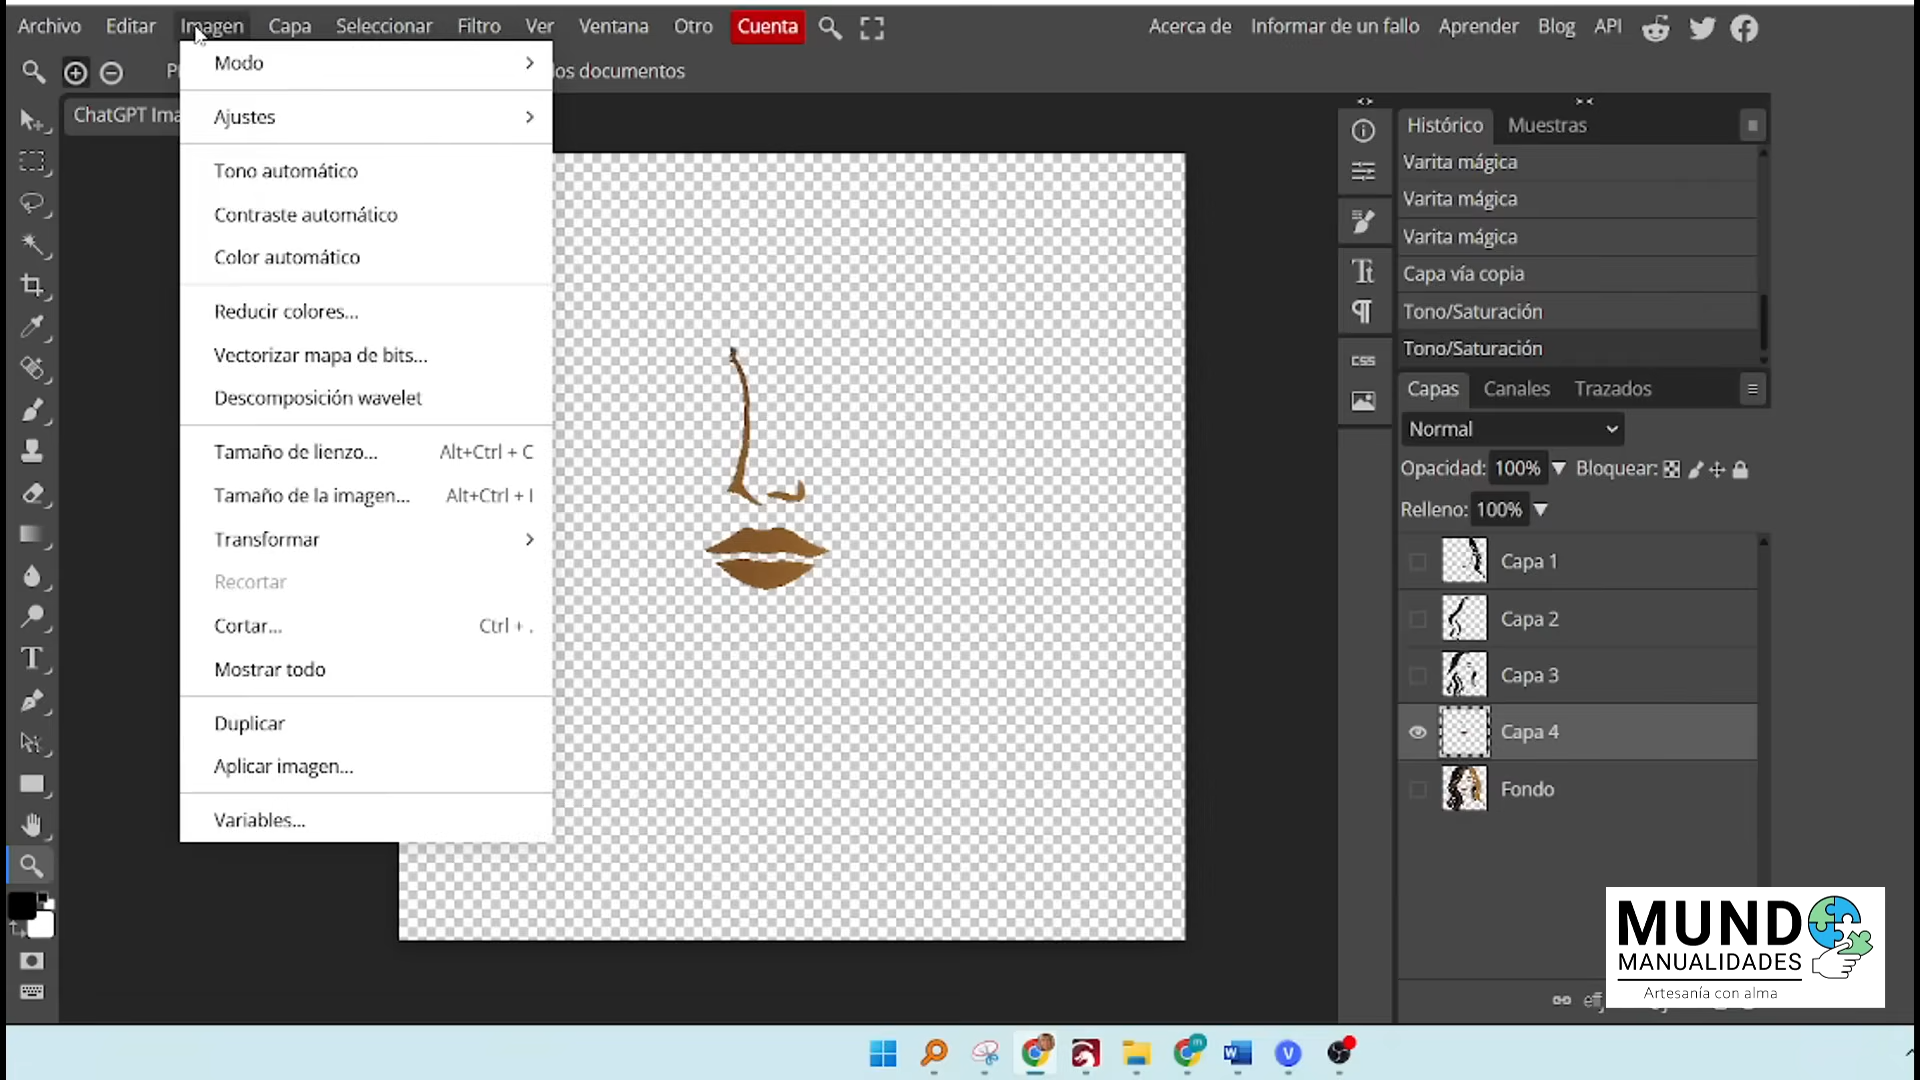 Archivo Editar Imagen Capa Seleccionar Filtro Ver Ventana Otro Cuenta Acerca de Informar de un fallo Aprender Blog API
los documentos
ChatGPT Ima
Modo
Ajustes
Tono automático
Contraste automático
Color automático
Reducir colores...
Vectorizar mapa de bits...
Descomposición wavelet
Tamaño de lienzo... Alt+Ctrl + C
Tamaño de la imagen... Alt+Ctrl + I
Transformar
Recortar
Cortar... Ctrl + .
Mostrar todo
Duplicar
Aplicar imagen...
Variables...
Histórico Muestras
Varita mágica
Varita mágica
Varita mágica
Capa vía copia
Tono/Saturación
Tono/Saturación
CSS
Capas Canales Trazados
Normal
Opacidad: 100% Bloquear:
Relleno: 100%
Capa 1
Capa 2
Capa 3
Capa 4
Fondo
MUNDO
MANUALIDADES
Artesanía con alma